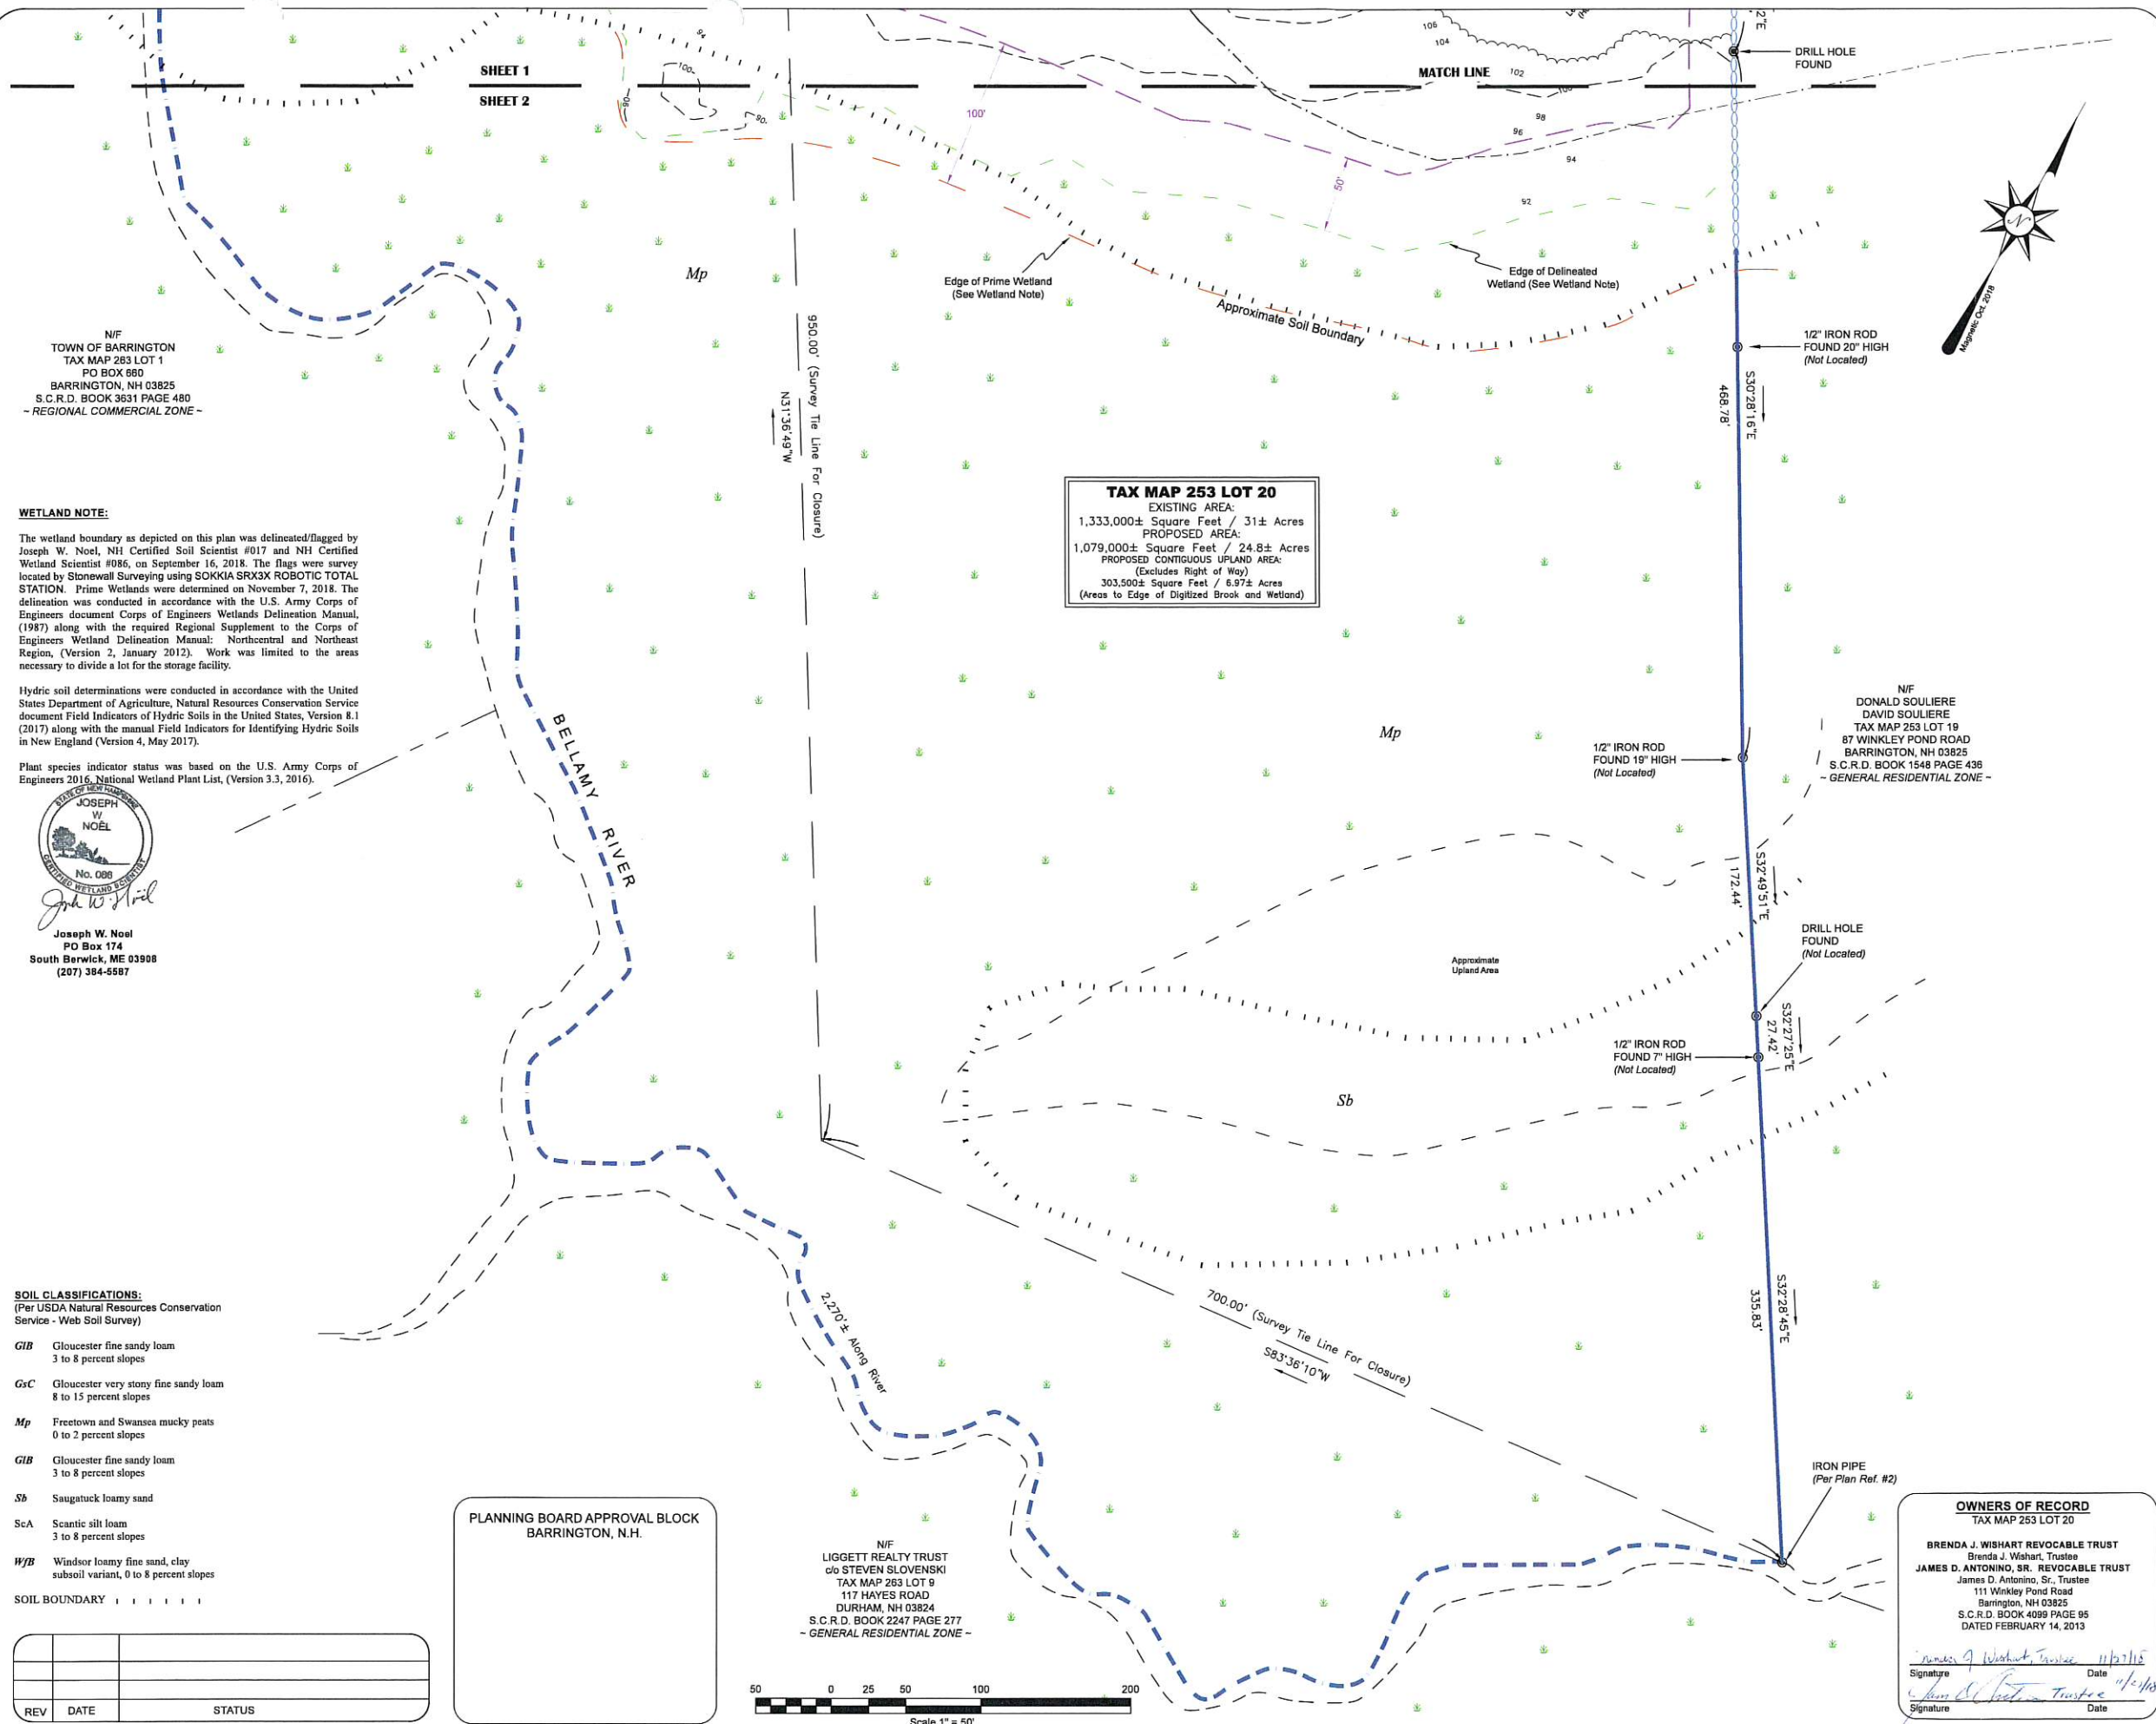 2"E
DRILL HOLE
FOUND
SHEET 1
MATCH LINE
SHEET 2
106
104
102
100
98
96
94
92
94
100
96
90
100'
50'
N
Magnetic Oct. 2018
Mp
Edge of Prime Wetland
(See Wetland Note)
Edge of Delineated
Wetland (See Wetland Note)
Approximate Soil Boundary
N/F
TOWN OF BARRINGTON
TAX MAP 263 LOT 1
PO BOX 660
BARRINGTON, NH 03825
S.C.R.D. BOOK 3631 PAGE 480
~ REGIONAL COMMERCIAL ZONE ~
950.00' (Survey Tie Line For Closure)
N31°36'49"W
1/2" IRON ROD
FOUND 20" HIGH
(Not Located)
S30°28'16"E
468.78'
TAX MAP 253 LOT 20
EXISTING AREA:
1,333,000± Square Feet / 31± Acres
PROPOSED AREA:
1,079,000± Square Feet / 24.8± Acres
PROPOSED CONTIGUOUS UPLAND AREA:
(Excludes Right of Way)
303,500± Square Feet / 6.97± Acres
(Areas to Edge of Digitized Brook and Wetland)
WETLAND NOTE:
The wetland boundary as depicted on this plan was delineated/flagged by
Joseph W. Noel, NH Certified Soil Scientist #017 and NH Certified
Wetland Scientist #086, on September 16, 2018. The flags were survey
located by Stonewall Surveying using SOKKIA SRX3X ROBOTIC TOTAL
STATION. Prime Wetlands were determined on November 7, 2018. The
delineation was conducted in accordance with the U.S. Army Corps of
Engineers document Corps of Engineers Wetlands Delineation Manual,
(1987) along with the required Regional Supplement to the Corps of
Engineers Wetland Delineation Manual: Northcentral and Northeast
Region, (Version 2, January 2012). Work was limited to the areas
necessary to divide a lot for the storage facility.
Hydric soil determinations were conducted in accordance with the United
States Department of Agriculture, Natural Resources Conservation Service
document Field Indicators of Hydric Soils in the United States, Version 8.1
(2017) along with the manual Field Indicators for Identifying Hydric Soils
in New England (Version 4, May 2017).
Plant species indicator status was based on the U.S. Army Corps of
Engineers 2016, National Wetland Plant List, (Version 3.3, 2016).
STATE OF NEW HAMPSHIRE
JOSEPH
W
NOËL
No. 086
CERTIFIED WETLAND SCIENTIST
Joseph W. Noel
PO Box 174
South Berwick, ME 03908
(207) 384-5587
BELLAMY RIVER
Mp
N/F
DONALD SOULIERE
DAVID SOULIERE
TAX MAP 253 LOT 19
87 WINKLEY POND ROAD
BARRINGTON, NH 03825
S.C.R.D. BOOK 1548 PAGE 436
~ GENERAL RESIDENTIAL ZONE ~
1/2" IRON ROD
FOUND 19" HIGH
(Not Located)
S32°49'51"E
172.44'
DRILL HOLE
FOUND
(Not Located)
Approximate
Upland Area
S32°27'25"E
27.42'
1/2" IRON ROD
FOUND 7" HIGH
(Not Located)
Sb
S32°28'45"E
335.83'
700.00' (Survey Tie Line For Closure)
S83°36'10"W
2,270'± Along River
SOIL CLASSIFICATIONS:
(Per USDA Natural Resources Conservation
Service - Web Soil Survey)
GlB Gloucester fine sandy loam
3 to 8 percent slopes
GsC Gloucester very stony fine sandy loam
8 to 15 percent slopes
Mp Freetown and Swansea mucky peats
0 to 2 percent slopes
GlB Gloucester fine sandy loam
3 to 8 percent slopes
Sb Saugatuck loamy sand
ScA Scantic silt loam
3 to 8 percent slopes
WfB Windsor loamy fine sand, clay
subsoil variant, 0 to 8 percent slopes
SOIL BOUNDARY
REV DATE STATUS
PLANNING BOARD APPROVAL BLOCK
BARRINGTON, N.H.
N/F
LIGGETT REALTY TRUST
c/o STEVEN SLOVENSKI
TAX MAP 263 LOT 9
117 HAYES ROAD
DURHAM, NH 03824
S.C.R.D. BOOK 2247 PAGE 277
~ GENERAL RESIDENTIAL ZONE ~
50 0 25 50 100 200
Scale 1" = 50'
IRON PIPE
(Per Plan Ref. #2)
OWNERS OF RECORD
TAX MAP 253 LOT 20
BRENDA J. WISHART REVOCABLE TRUST
Brenda J. Wishart, Trustee
JAMES D. ANTONINO, SR. REVOCABLE TRUST
James D. Antonino, Sr., Trustee
111 Winkley Pond Road
Barrington, NH 03825
S.C.R.D. BOOK 4099 PAGE 95
DATED FEBRUARY 14, 2013
J Wishart, Trustee
Signature Date
Trustee
Signature Date